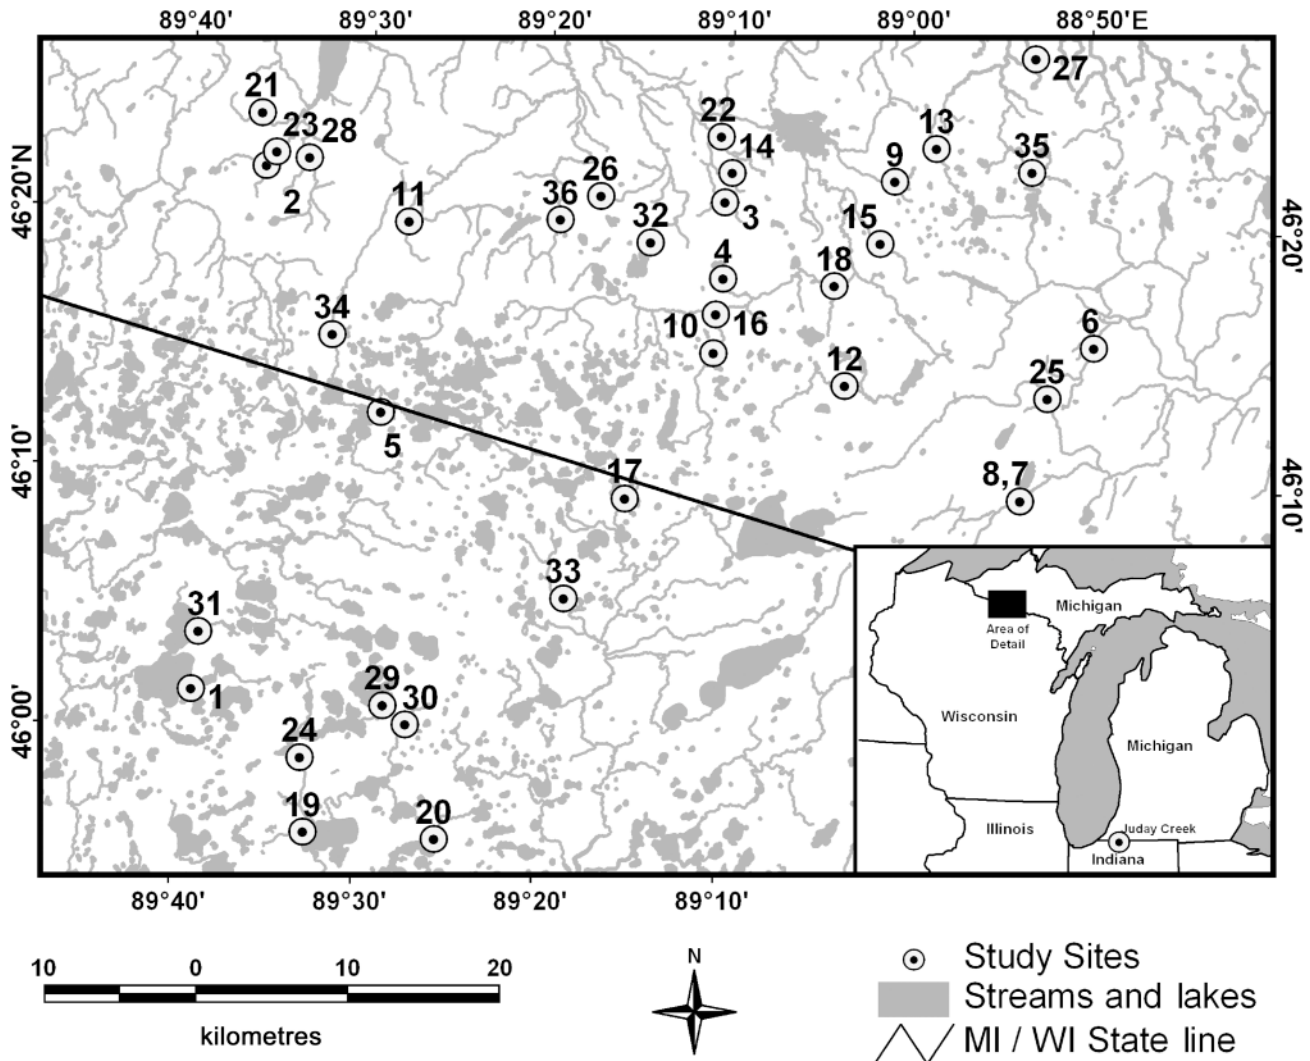 89°40' 89°30' 89°20' 89°10' 89°00' 88°50'E
27
21
22
13
23 28
14
9
35
46°20'N
26
2
11
36
32
3
15
46°20'
4
18
34
10 16
6
12
25
5
46°10'
17
8,7
46°10'
33
31
Michigan
Area of
Detail
1
29
30
46°00'
24
Wisconsin
Michigan
19
20
Illinois
Juday Creek
Indiana
89°40' 89°30' 89°20' 89°10'
10 0 10 20
kilometres
N
Study Sites
Streams and lakes
MI / WI State line